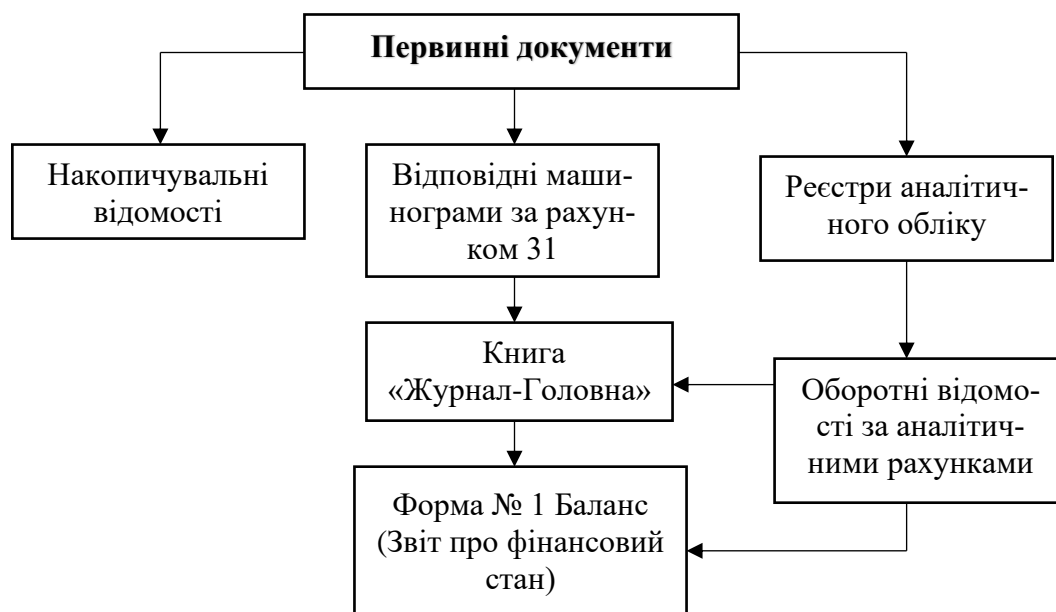 Первинні документи
Накопичувальні
відомості
Відповідні маши-
нограми за рахун-
ком 31
Реєстри аналітич-
ного обліку
Книга
«Журнал-Головна»
Оборотні відомо-
сті за аналітич-
ними рахунками
Форма № 1 Баланс
(Звіт про фінансовий
стан)